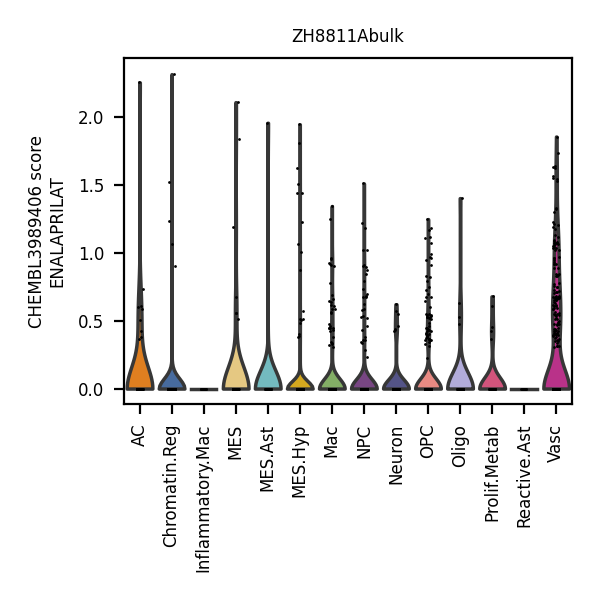 ZH8811Abulk
CHEMBL3989406 score
ENALAPRILAT
2.0
1.5
1.0
0.5
0.0
AC
Chromatin.Reg
Inflammatory.Mac
MES
MES.Ast
MES.Hyp
Mac
NPC
Neuron
OPC
Oligo
Prolif.Metab
Reactive.Ast
Vasc